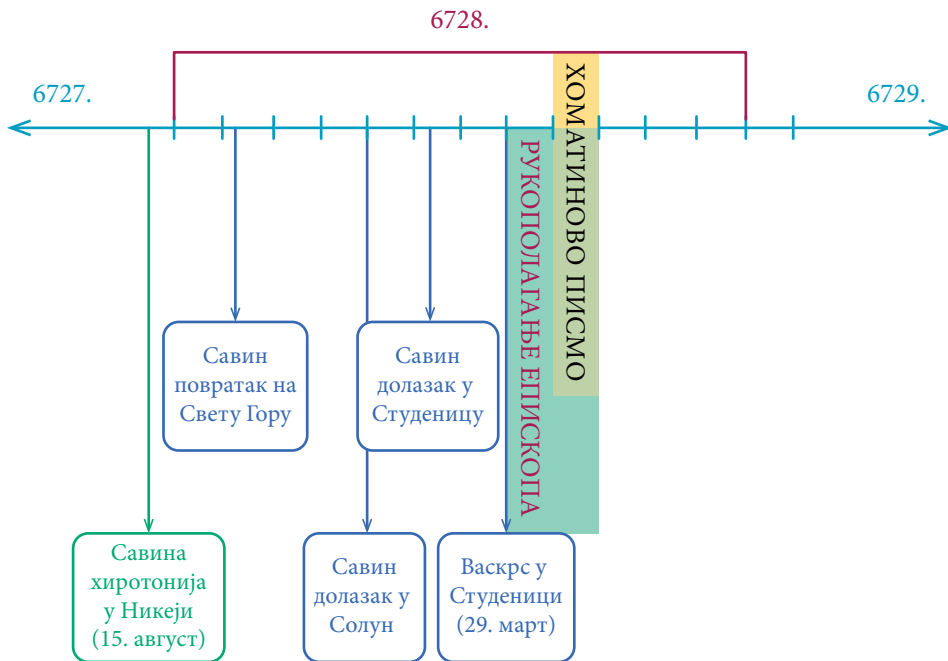 6728.
6727.
6729.
ХОМАТИНОВО ПИСМО
РУКОПОЛАГАЊЕ ЕПИСКОПА
Савин
повратак на
Свету Гору
Савин
долазак у
Студеницу
Савина
хиротонија
у Никеји
(15. август)
Савин
долазак у
Солун
Васкрс у
Студеници
(29. март)